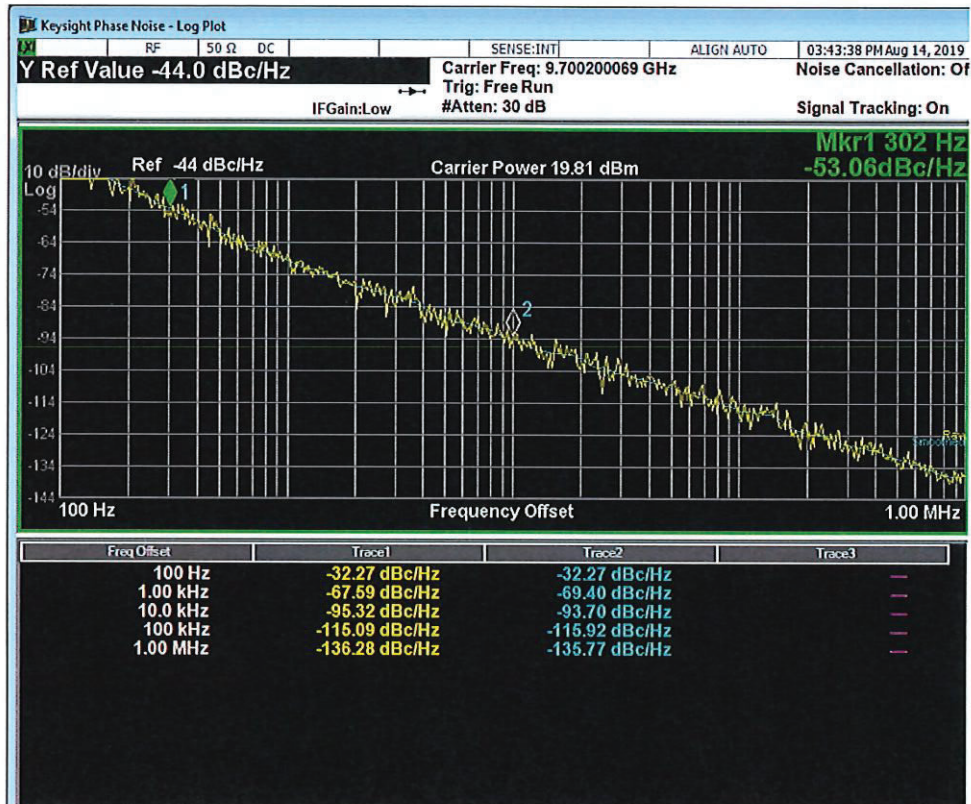 Keysight Phase Noise - Log Plot
LXI RF 50 Ω DC SENSE:INT ALIGN AUTO 03:43:38 PM Aug 14, 2019
Y Ref Value -44.0 dBc/Hz Carrier Freq: 9.700200069 GHz Noise Cancellation: Of
Trig: Free Run
IFGain:Low #Atten: 30 dB Signal Tracking: On
Mkr1 302 Hz
10 dB/div Ref -44 dBc/Hz Carrier Power 19.81 dBm -53.06dBc/Hz
Log
1
-54
-64
-74
-84
2
-94
-104
-114
-124
Raw
Smoothed
-134
-144
100 Hz Frequency Offset 1.00 MHz
Freq Offset Trace1 Trace2 Trace3
100 Hz -32.27 dBc/Hz -32.27 dBc/Hz ---
1.00 kHz -67.59 dBc/Hz -69.40 dBc/Hz ---
10.0 kHz -95.32 dBc/Hz -93.70 dBc/Hz ---
100 kHz -115.09 dBc/Hz -115.92 dBc/Hz ---
1.00 MHz -136.28 dBc/Hz -135.77 dBc/Hz ---